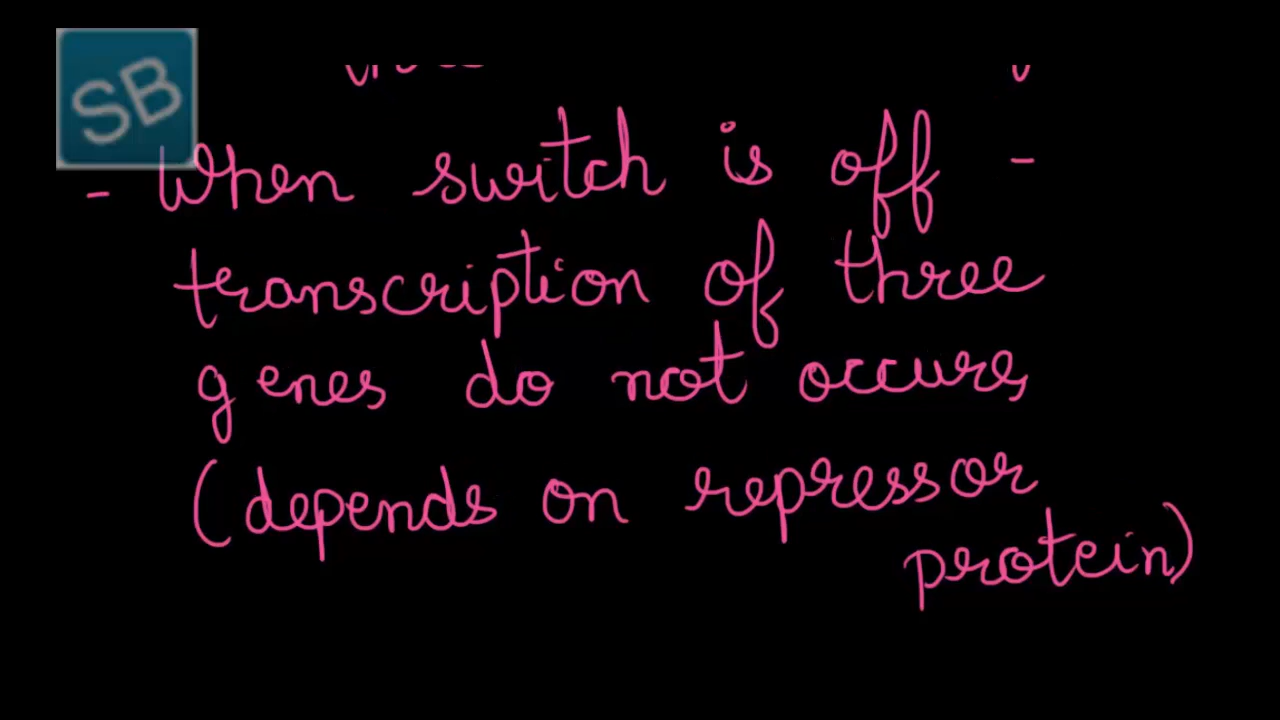 SB
- When switch is off -
transcription of three
genes do not occurs
(depends on repressor
protein)